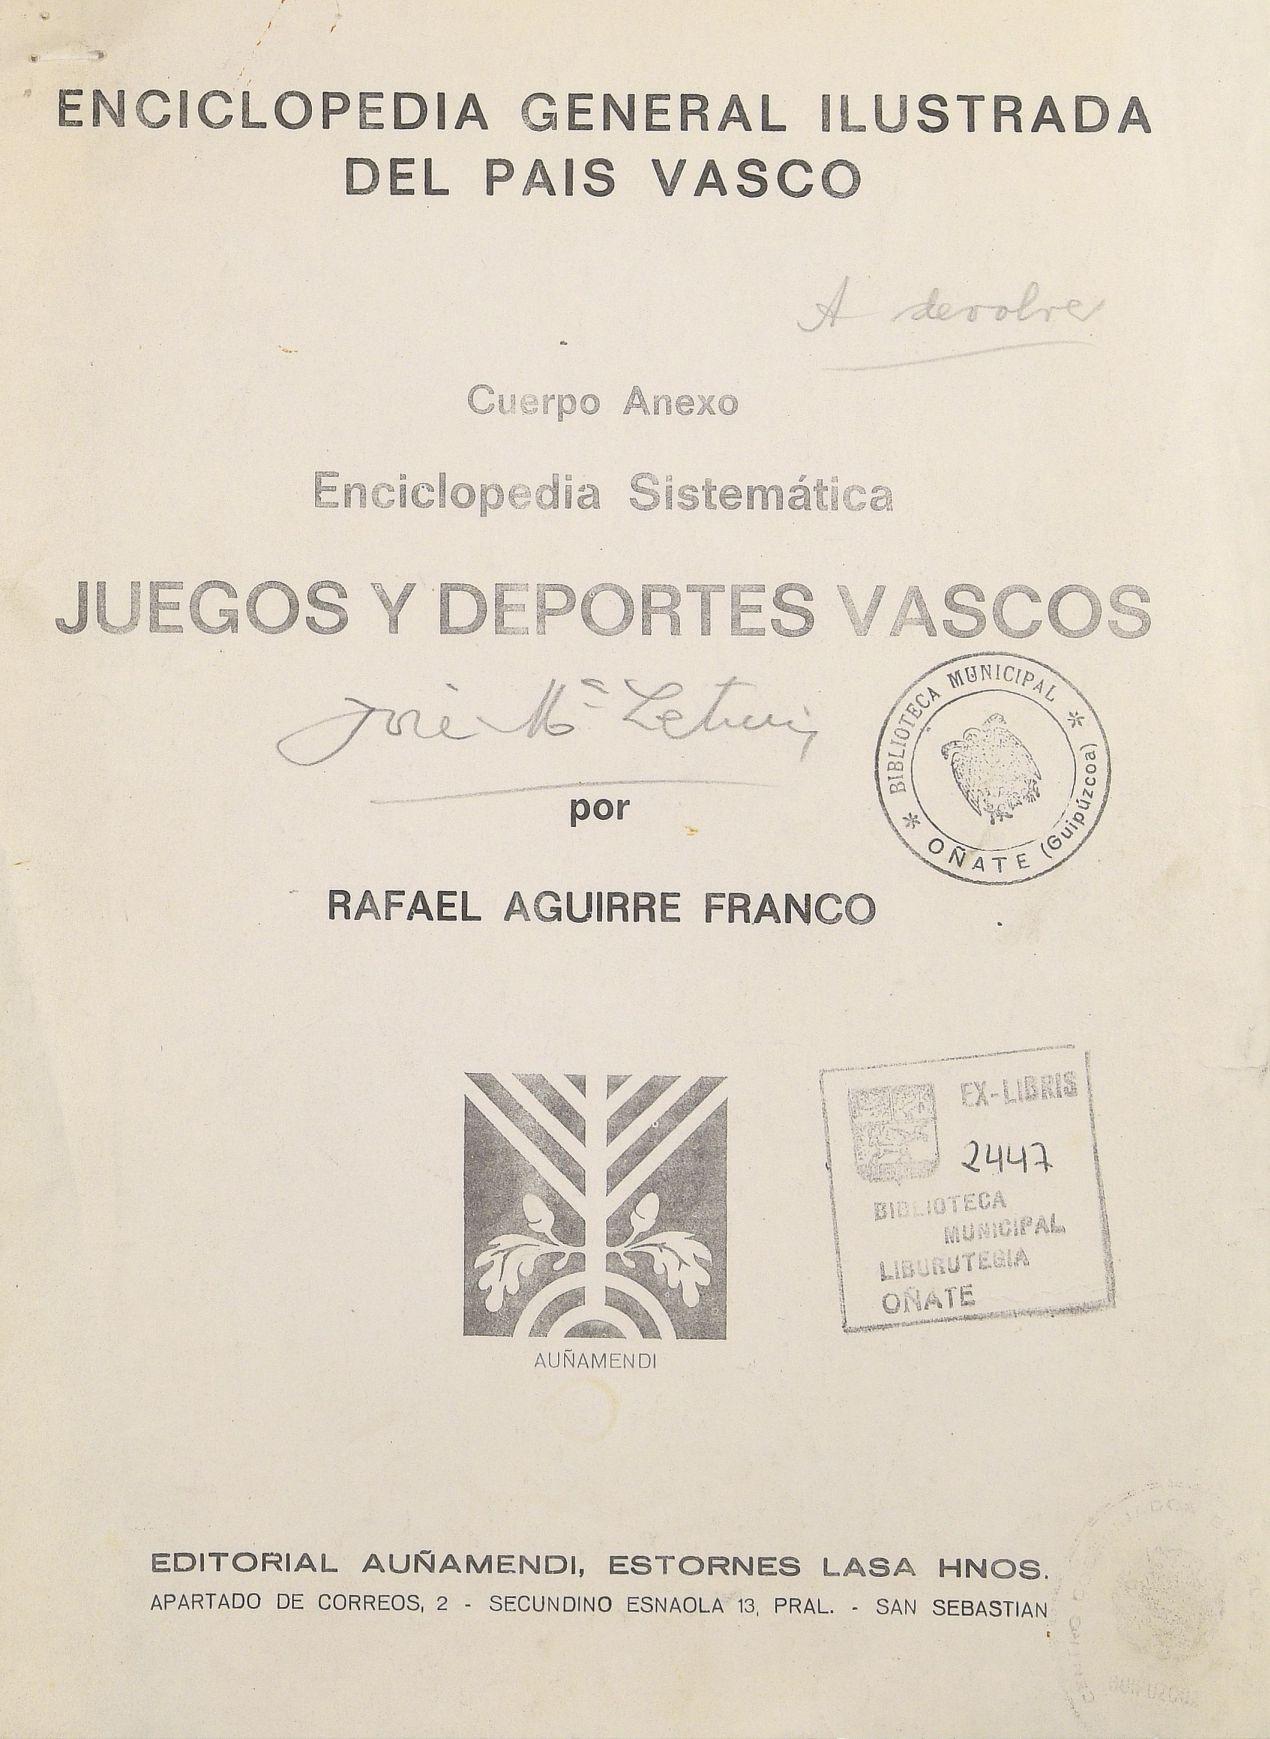 ENCICLOPEDIA GENERAL ILUSTRADA
DEL PAIS VASCO
A devolver
Cuerpo Anexo
Enciclopedia Sistemática
JUEGOS Y DEPORTES VASCOS
José Mª
BIBLIOTECA MUNICIPAL
OÑATE (Guipúzcoa)
por
RAFAEL AGUIRRE FRANCO
EX-LIBRIS
2447
BIBLIOTECA
MUNICIPAL
LIBURUTEGIA
OÑATE
AUÑAMENDI
EDITORIAL AUÑAMENDI, ESTORNES LASA HNOS.
APARTADO DE CORREOS, 2 - SECUNDINO ESNAOLA 13, PRAL. - SAN SEBASTIAN